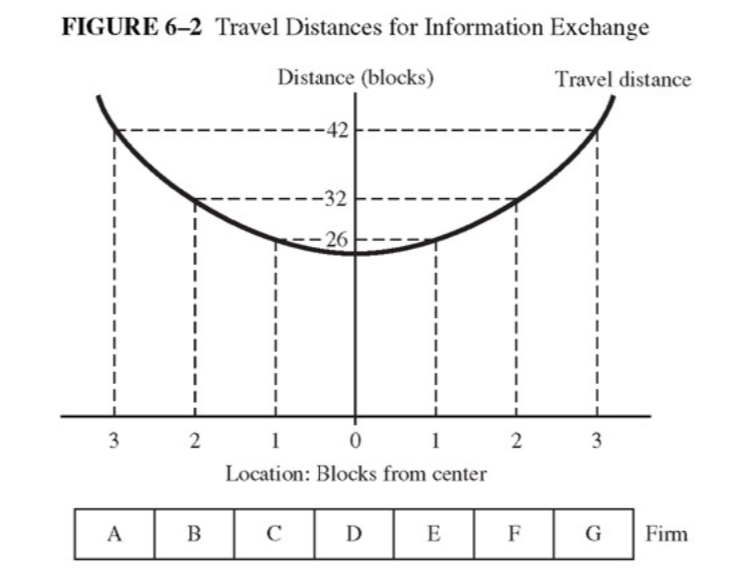 FIGURE 6–2 Travel Distances for Information Exchange
Distance (blocks) Travel distance
42
32
26
3 2 1 0 1 2 3
Location: Blocks from center
A B C D E F G Firm